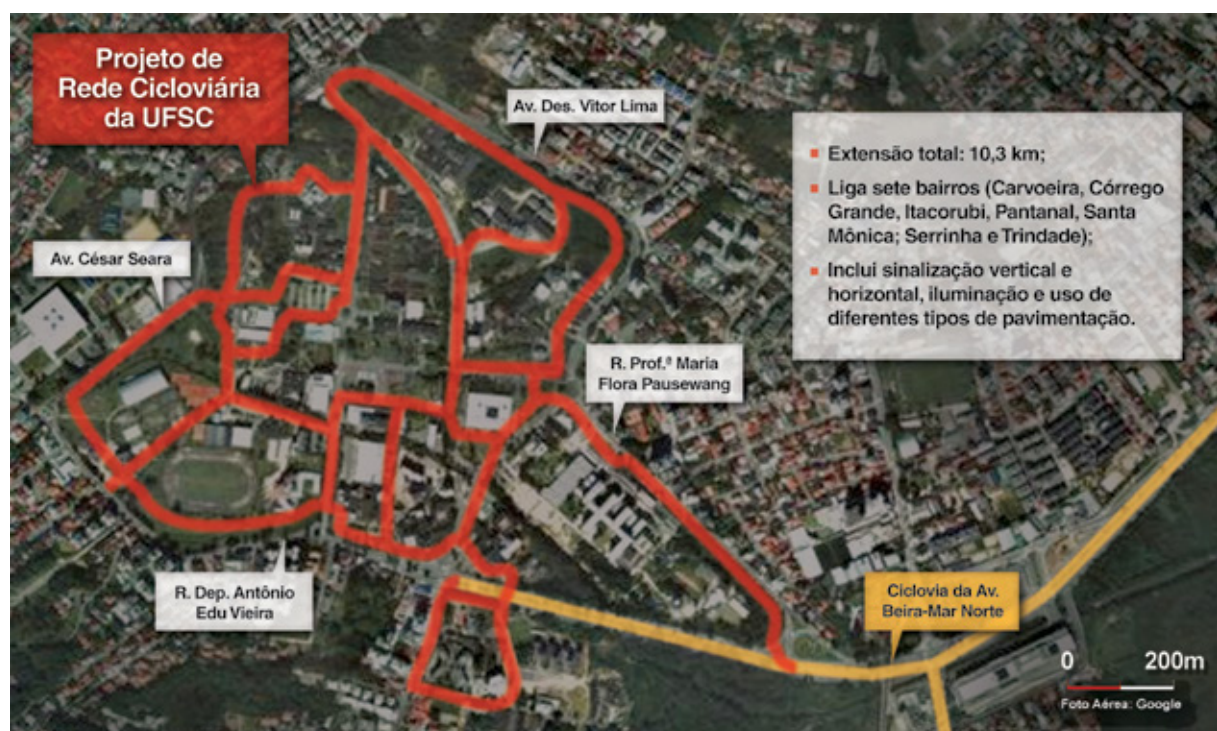 Projeto de
Rede Cicloviária
da UFSC
Av. Des. Vitor Lima
Extensão total: 10,3 km;
Liga sete bairros (Carvoeira, Córrego
Grande, Itacorubi, Pantanal, Santa
Mônica; Serrinha e Trindade);
Inclui sinalização vertical e
horizontal, iluminação e uso de
diferentes tipos de pavimentação.
Av. César Seara
R. Prof.ª Maria
Flora Pausewang
R. Dep. Antônio
Edu Vieira
Ciclovia da Av.
Beira-Mar Norte
0 200m
Foto Aérea: Google